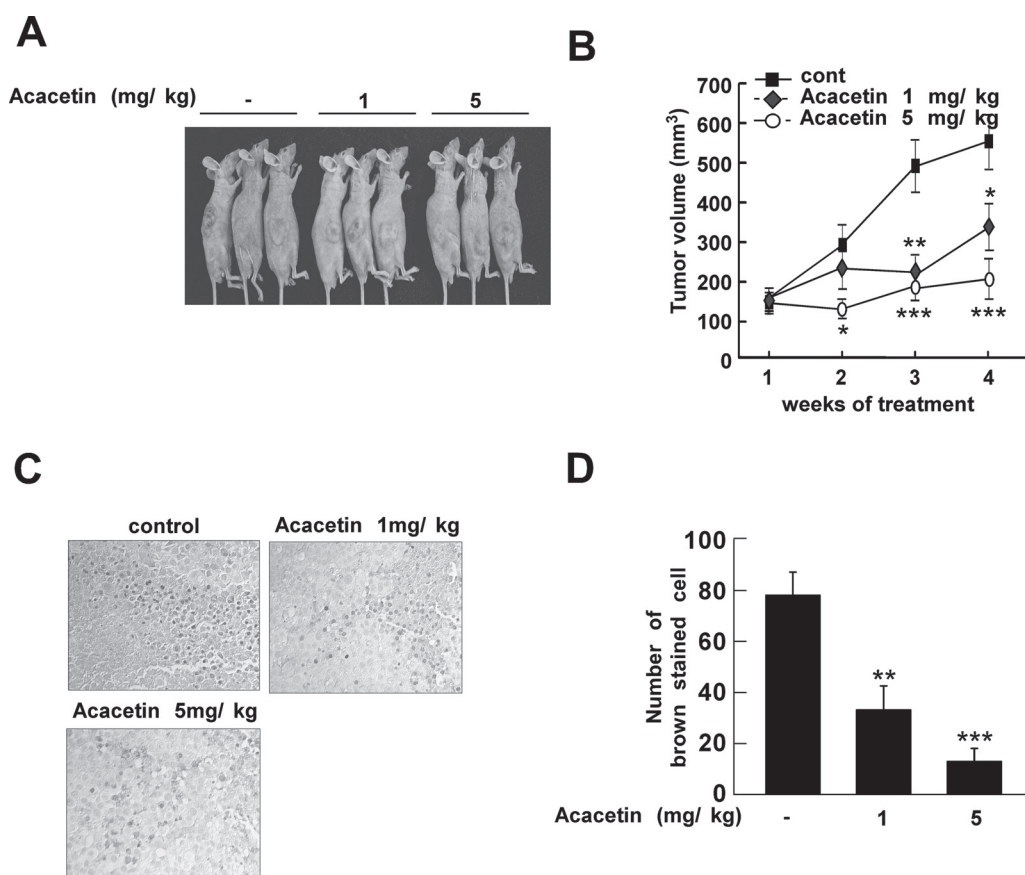 A
Acacetin (mg/ kg) - 1 5
B
cont
Acacetin 1 mg/ kg
Acacetin 5 mg/ kg
Tumor volume (mm³)
700
600
500
400
300
200
100
0
*
**
*
***
***
1 2 3 4
weeks of treatment
C
control
Acacetin 1mg/ kg
Acacetin 5mg/ kg
D
Number of
brown stained cell
100
80
60
40
20
0
**
***
Acacetin (mg/ kg) - 1 5